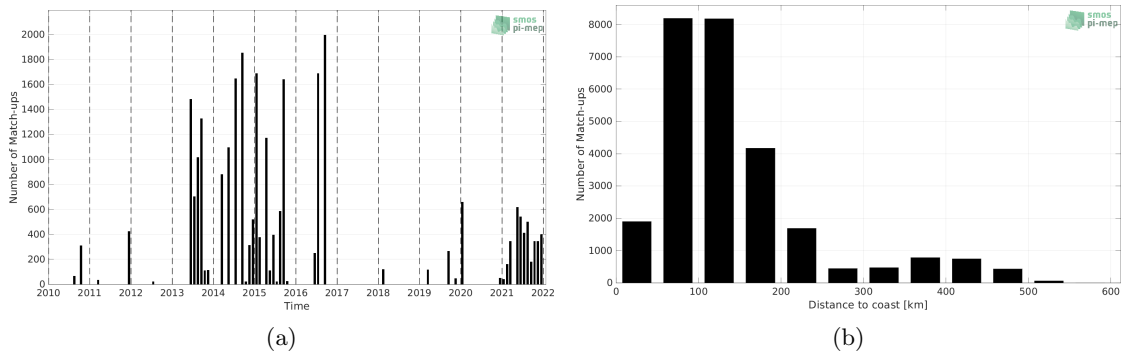 smos
pi-mep
Number of Match-ups
2000
1800
1600
1400
1200
1000
800
600
400
200
0
2010 2011 2012 2013 2014 2015 2016 2017 2018 2019 2020 2021 2022
Time
(a)
smos
pi-mep
Number of Match-ups
8000
7000
6000
5000
4000
3000
2000
1000
0
0 100 200 300 400 500 600
Distance to coast [km]
(b)